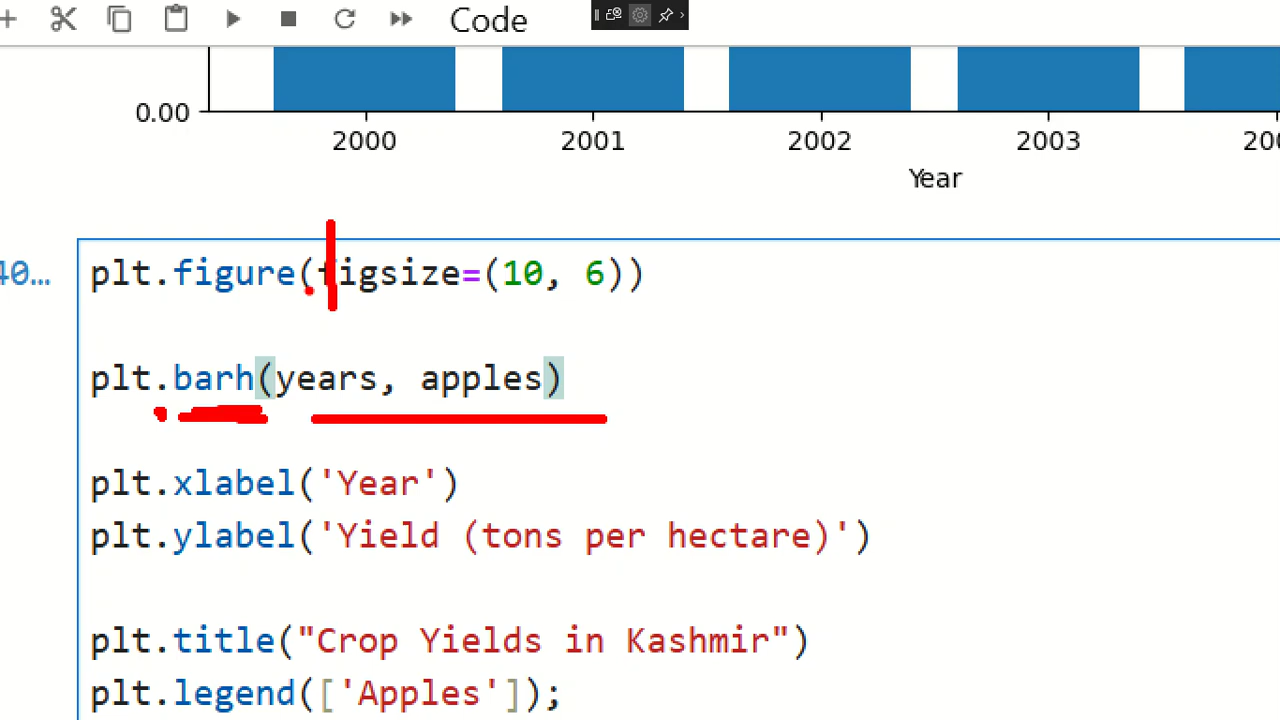 Code
0.00
2000 2001 2002 2003
Year
plt.figure(figsize=(10, 6))
plt.barh(years, apples)
plt.xlabel('Year')
plt.ylabel('Yield (tons per hectare)')
plt.title("Crop Yields in Kashmir")
plt.legend(['Apples']);